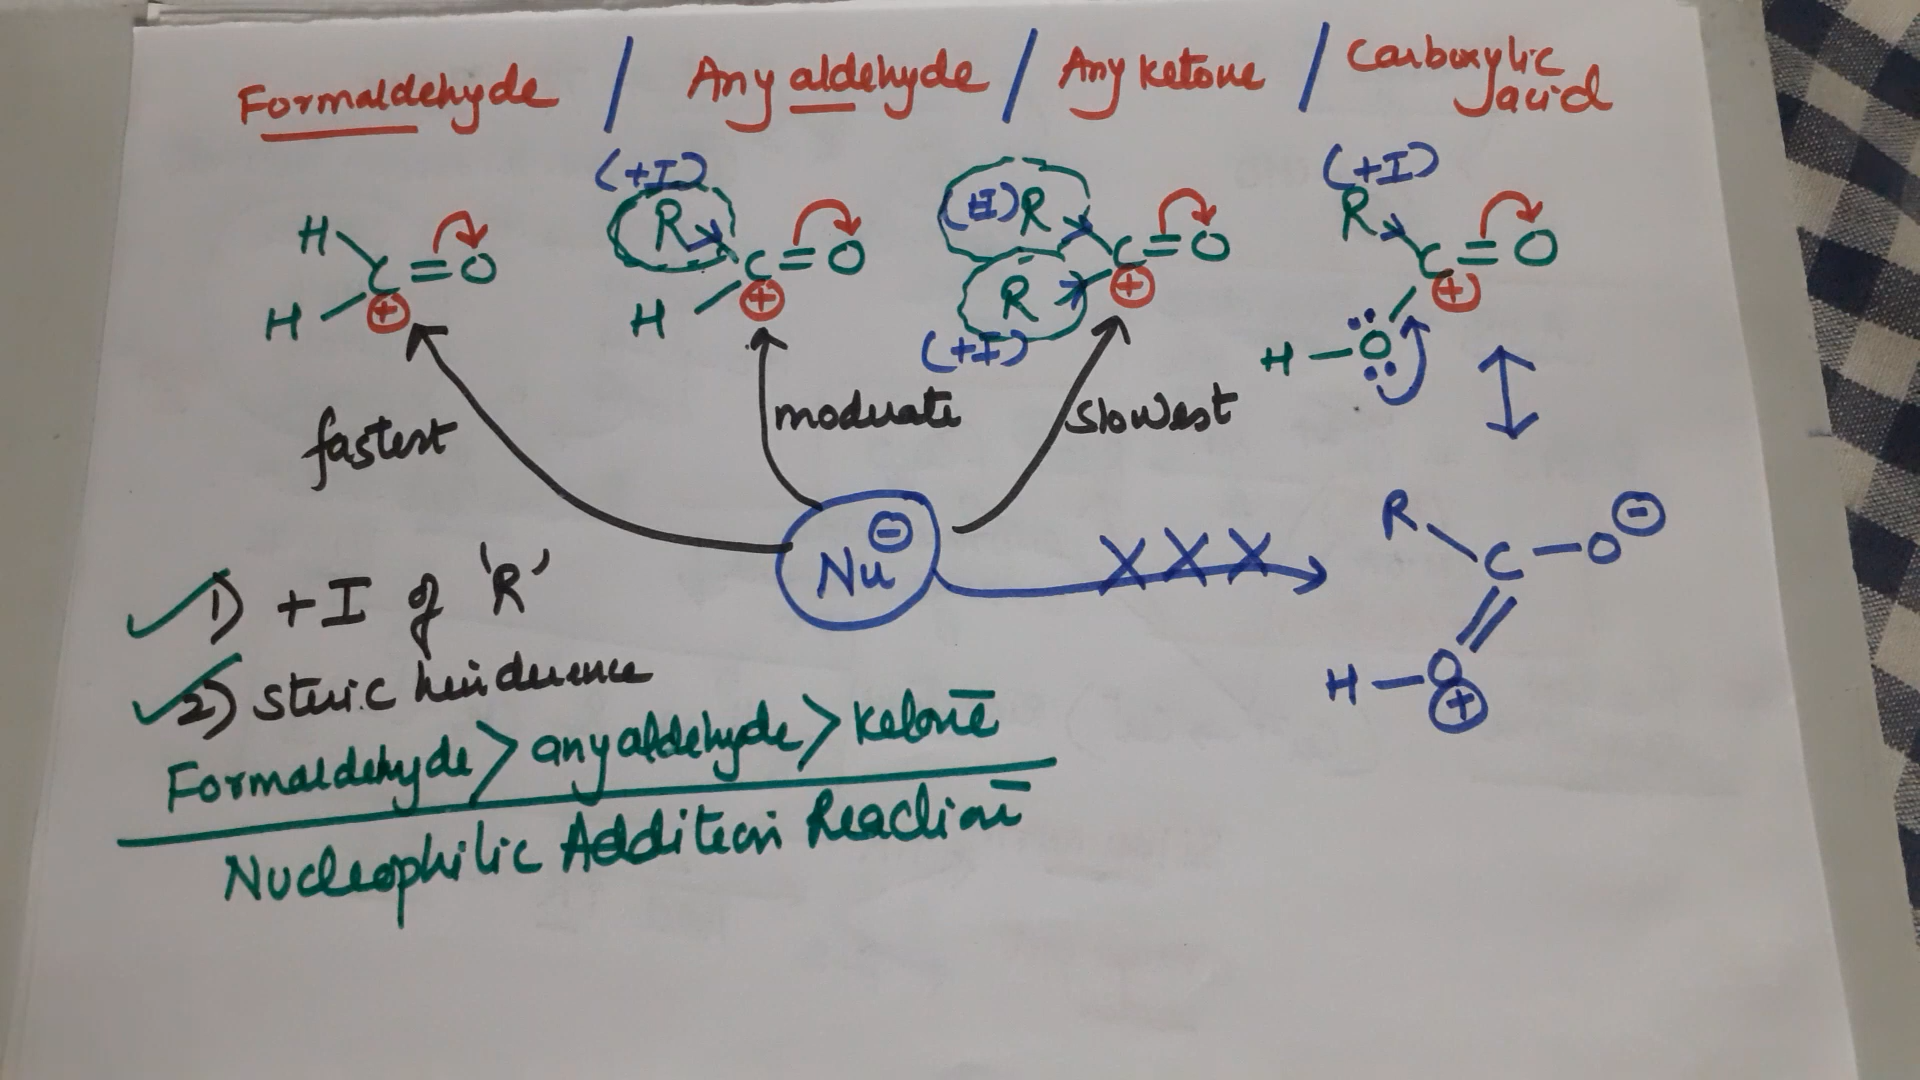 Formaldehyde / Any aldehyde / Any ketone / Carboxylic acid
(+I) (+I)
H R (+I) R R
C = O C = O C = O C = O
H ⊕ H ⊕ R ⊕ ⊕
(+I) H – O
fastest moderate slowest
Nu ⊖ X X X R C – O ⊖
1) + I of 'R'
H – O ⊕
2) Steric hinderence
Formaldehyde > any aldehyde > ketone
Nucleophilic Addition Reaction